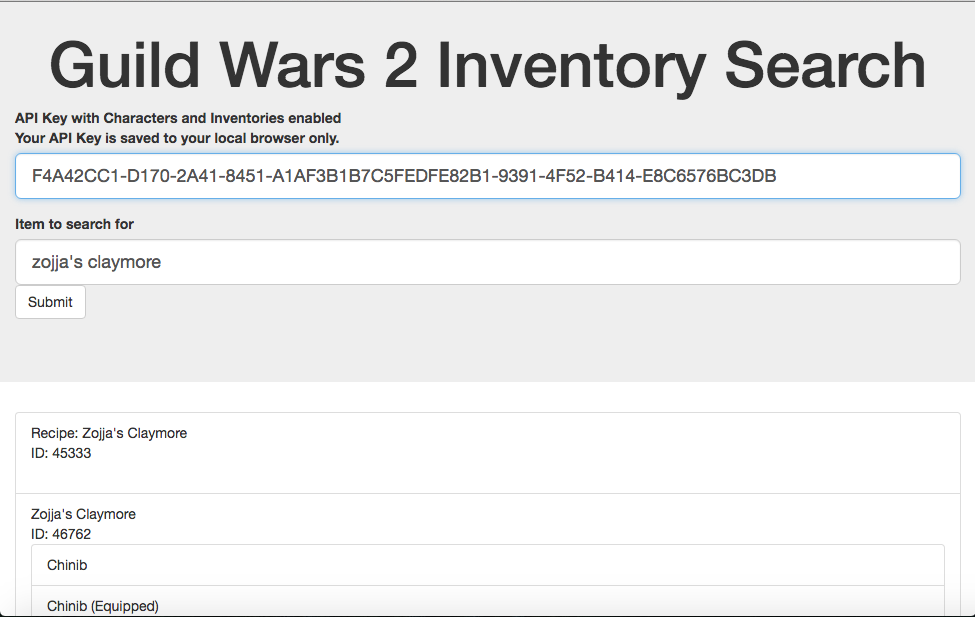 Guild Wars 2 Inventory Search
API Key with Characters and Inventories enabled
Your API Key is saved to your local browser only.
F4A42CC1-D170-2A41-8451-A1AF3B1B7C5FEDFE82B1-9391-4F52-B414-E8C6576BC3DB
Item to search for
zojja's claymore
Submit
Recipe: Zojja's Claymore
ID: 45333
Zojja's Claymore
ID: 46762
Chinib
Chinib (Equipped)